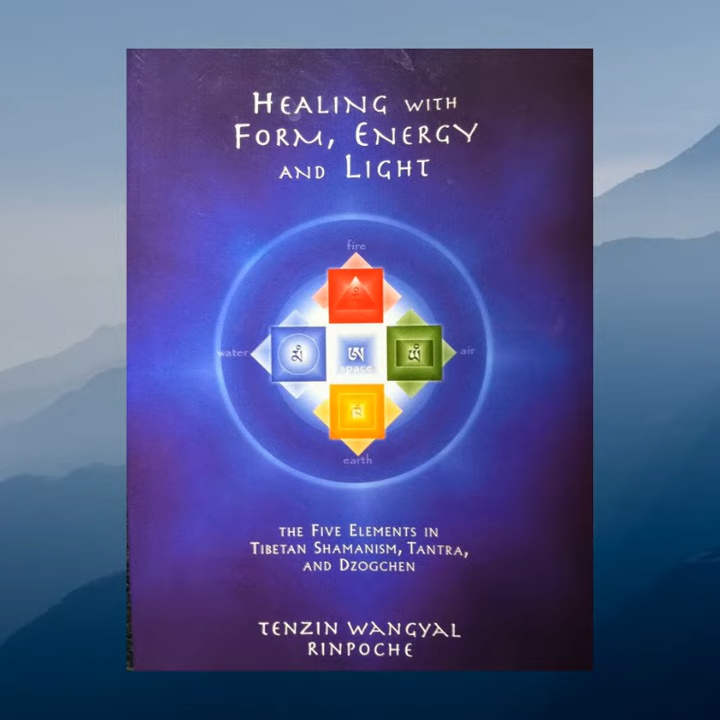 HEALING WITH
FORM, ENERGY
AND LIGHT
fire
water
ཨ
space
air
earth
THE FIVE ELEMENTS IN
TIBETAN SHAMANISM, TANTRA,
AND DZOGCHEN
TENZIN WANGYAL
RINPOCHE